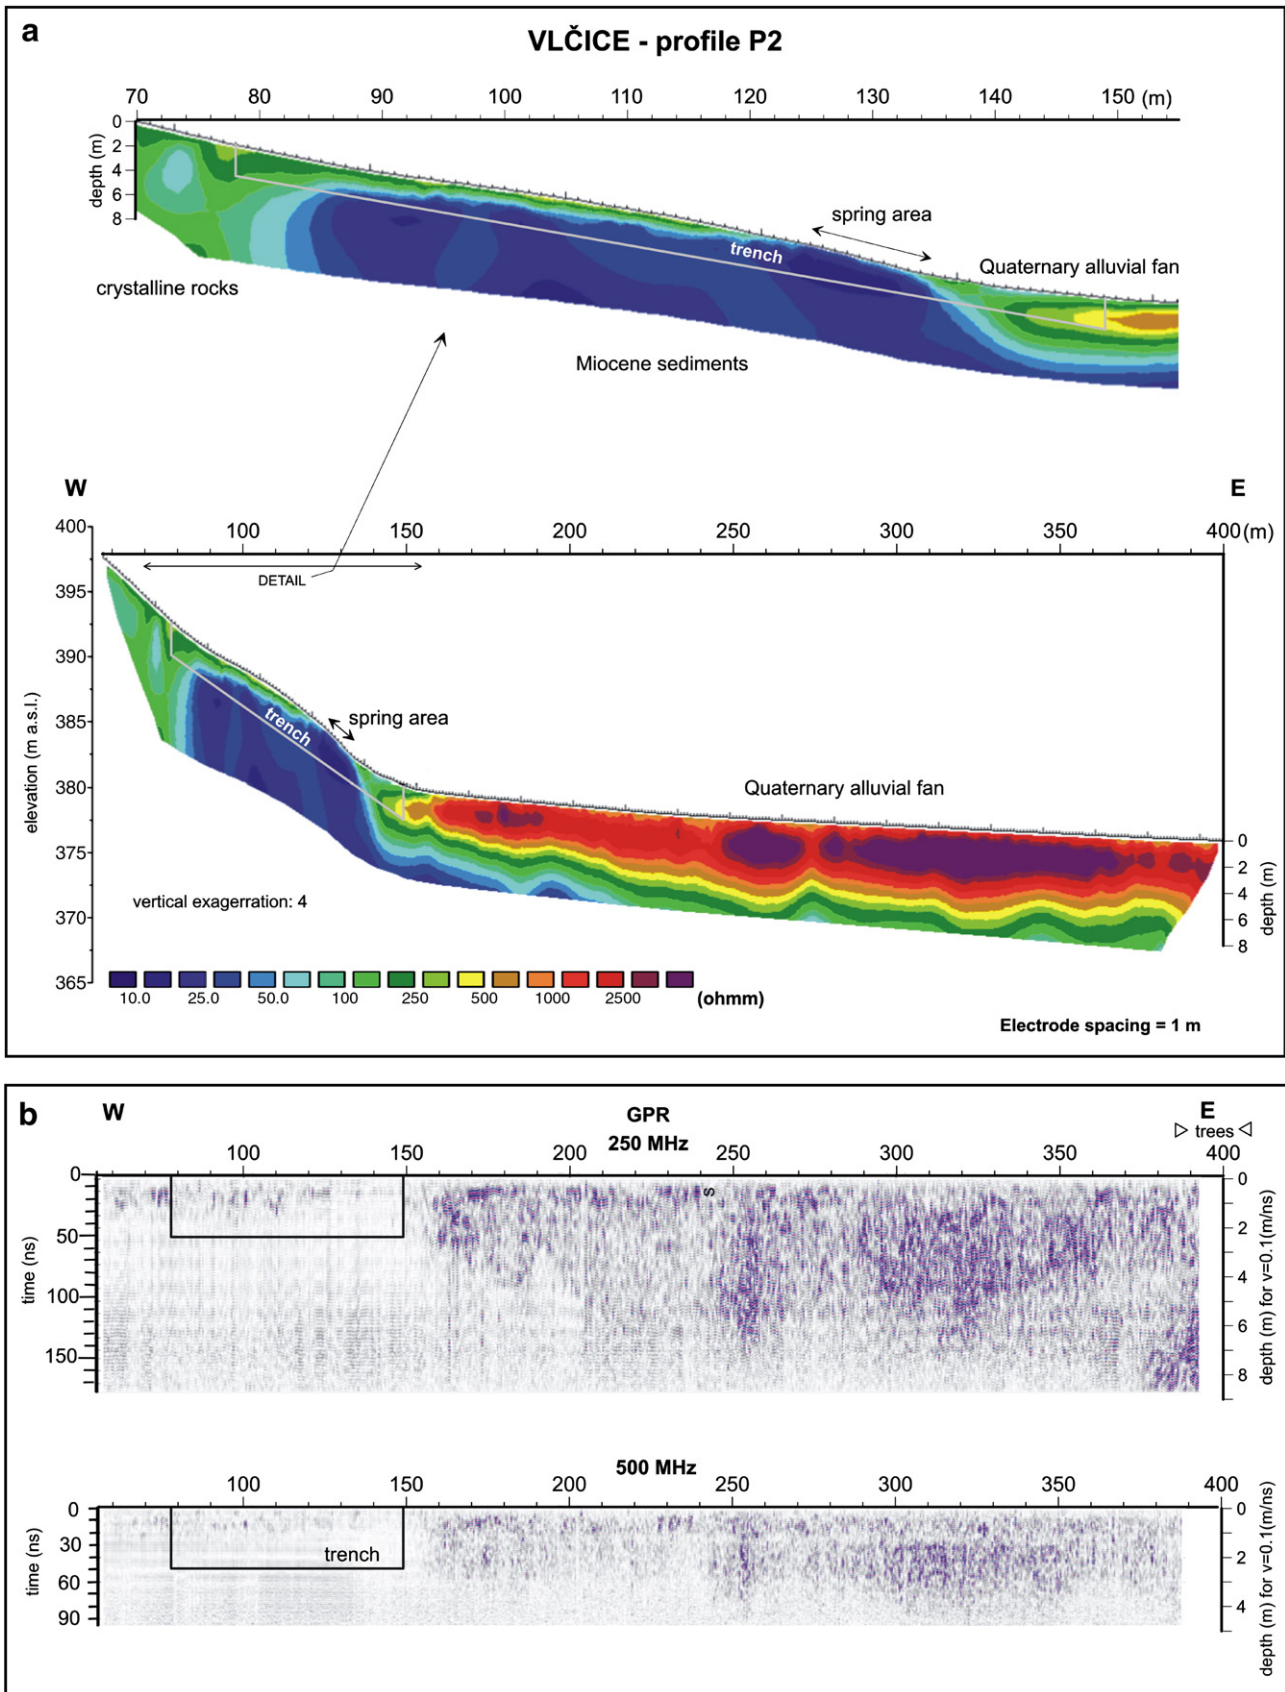 a
VLČICE - profile P2
70 80 90 100 110 120 130 140 150 (m)
0
2
4
6
8
depth (m)
spring area
trench
Quaternary alluvial fan
crystalline rocks
Miocene sediments
W
E
400
395
390
385
380
375
370
365
elevation (m a.s.l.)
100 150 200 250 300 350 400 (m)
DETAIL
spring area
trench
Quaternary alluvial fan
0
2
4
6
8
depth (m)
vertical exagerration: 4
10.0 25.0 50.0 100 250 500 1000 2500 (ohmm)
Electrode spacing = 1 m
b
W
GPR
E
250 MHz
trees
100 150 200 250 300 350 400
0
50
100
150
time (ns)
s
0
2
4
6
8
depth (m) for v=0.1(m/ns)
500 MHz
100 150 200 250 300 350 400
0
30
60
90
time (ns)
trench
0
2
4
depth (m) for v=0.1(m/ns)